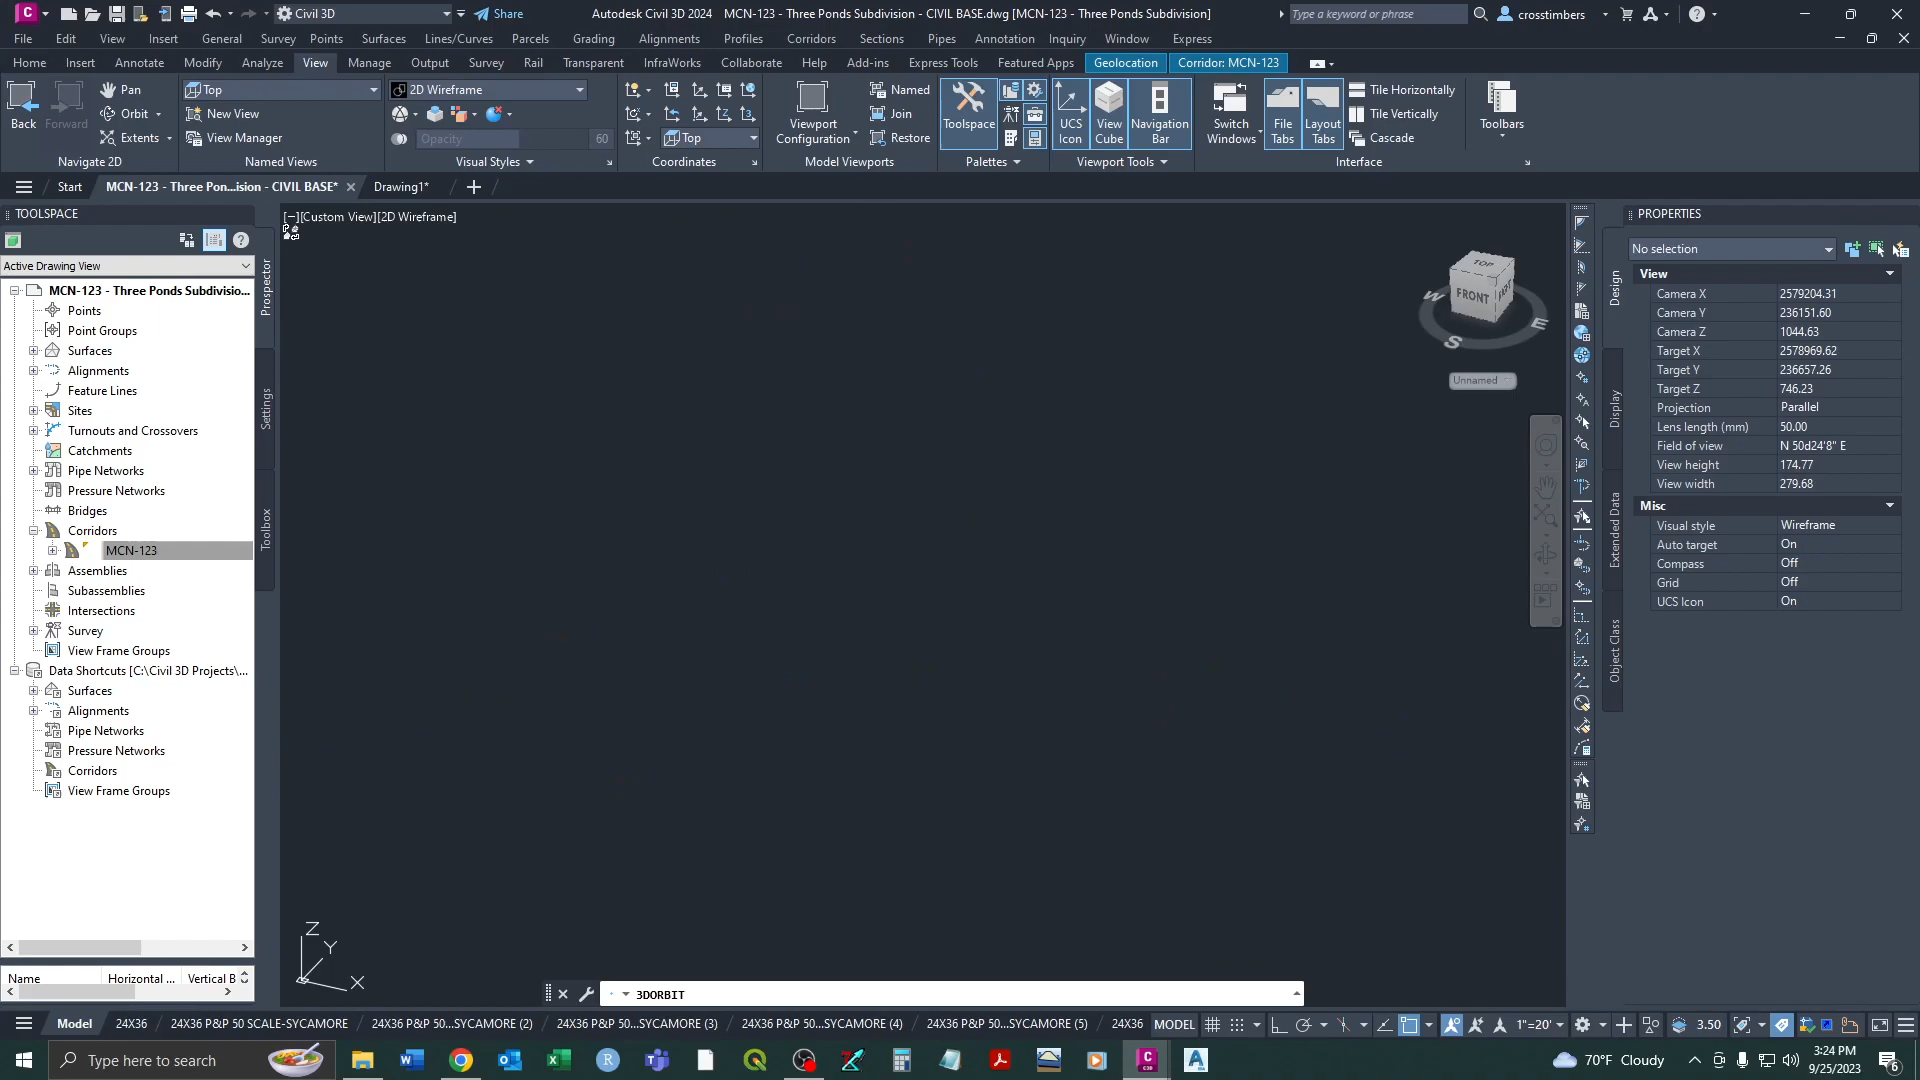 Civil 3D
Share
Autodesk Civil 3D 2024 MCN-123 - Three Ponds Subdivision - CIVIL BASE.dwg [MCN-123 - Three Ponds Subdivision]
Type a keyword or phrase
crosstimbers
File Edit View Insert General Survey Points Surfaces Lines/Curves Parcels Grading Alignments Profiles Corridors Sections Pipes Annotation Inquiry Window Express
Home Insert Annotate Modify Analyze View Manage Output Survey Rail Transparent InfraWorks Collaborate Help Add-ins Express Tools Featured Apps Geolocation Corridor: MCN-123
Back
Forward
Pan
Orbit
Extents
Navigate 2D
Top
New View
View Manager
Named Views
2D Wireframe
Opacity 60
Visual Styles
Top
Coordinates
Viewport
Configuration
Named
Join
Restore
Model Viewports
Toolspace
Palettes
UCS
Icon
View
Cube
Navigation
Bar
Viewport Tools
Switch
Windows
File
Tabs
Layout
Tabs
Tile Horizontally
Tile Vertically
Cascade
Interface
Toolbars
Start
MCN-123 - Three Pon...ision - CIVIL BASE*
Drawing1*
TOOLSPACE
Active Drawing View
MCN-123 - Three Ponds Subdivisio...
Points
Point Groups
Surfaces
Alignments
Feature Lines
Sites
Turnouts and Crossovers
Catchments
Pipe Networks
Pressure Networks
Bridges
Corridors
MCN-123
Assemblies
Subassemblies
Intersections
Survey
View Frame Groups
Data Shortcuts [C:\Civil 3D Projects\...
Surfaces
Alignments
Pipe Networks
Pressure Networks
Corridors
View Frame Groups
Name Horizontal ... Vertical B
Prospector
Settings
Toolbox
[−][Custom View][2D Wireframe]
TOP
FRONT
W
S
E
Unnamed
Z
Y
X
3DORBIT
PROPERTIES
No selection
View
Camera X 2579204.31
Camera Y 236151.60
Camera Z 1044.63
Target X 2578969.62
Target Y 236657.26
Target Z 746.23
Projection Parallel
Lens length (mm) 50.00
Field of view N 50d24'8" E
View height 174.77
View width 279.68
Misc
Visual style Wireframe
Auto target On
Compass Off
Grid Off
UCS Icon On
Design
Display
Extended Data
Object Class
Model 24X36 24X36 P&P 50 SCALE-SYCAMORE 24X36 P&P 50...SYCAMORE (2) 24X36 P&P 50...SYCAMORE (3) 24X36 P&P 50...SYCAMORE (4) 24X36 P&P 50...SYCAMORE (5) 24X36
MODEL 1"=20' 3.50
Type here to search
70°F Cloudy
3:24 PM
9/25/2023
6